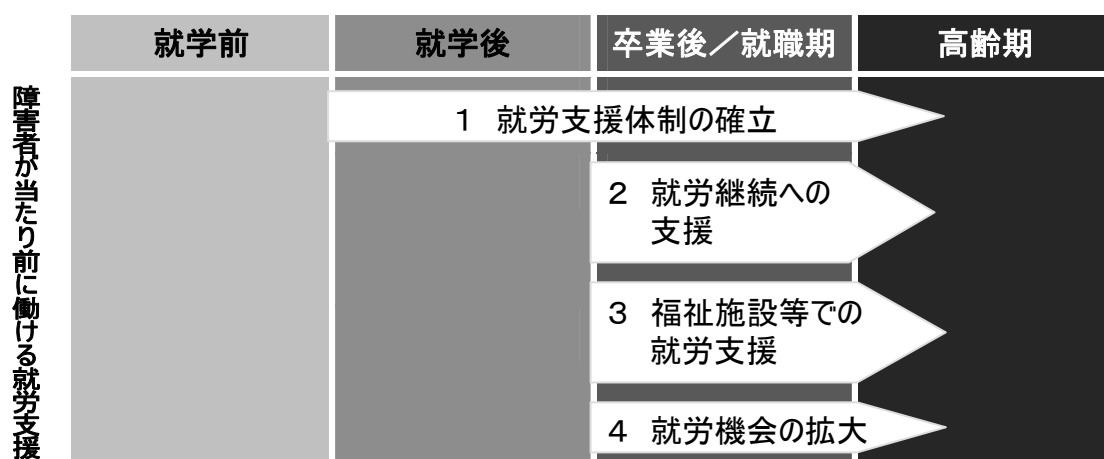 就学前
就学後
卒業後／就職期
高齢期
障害者が当たり前に働ける就労支援
１ 就労支援体制の確立
２ 就労継続への
支援
３ 福祉施設等での
就労支援
４ 就労機会の拡大